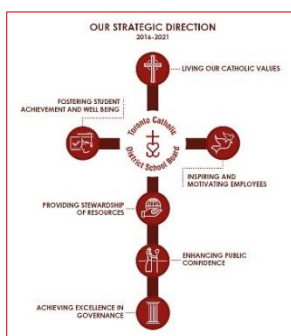 OUR STRATEGIC DIRECTION
2016-2021
LIVING OUR CATHOLIC VALUES
FOSTERING STUDENT
ACHIEVEMENT AND WELL BEING
Toronto Catholic
District School Board
INSPIRING AND
MOTIVATING EMPLOYEES
PROVIDING STEWARDSHIP
OF RESOURCES
ENHANCING PUBLIC
CONFIDENCE
ACHIEVING EXCELLENCE IN
GOVERNANCE